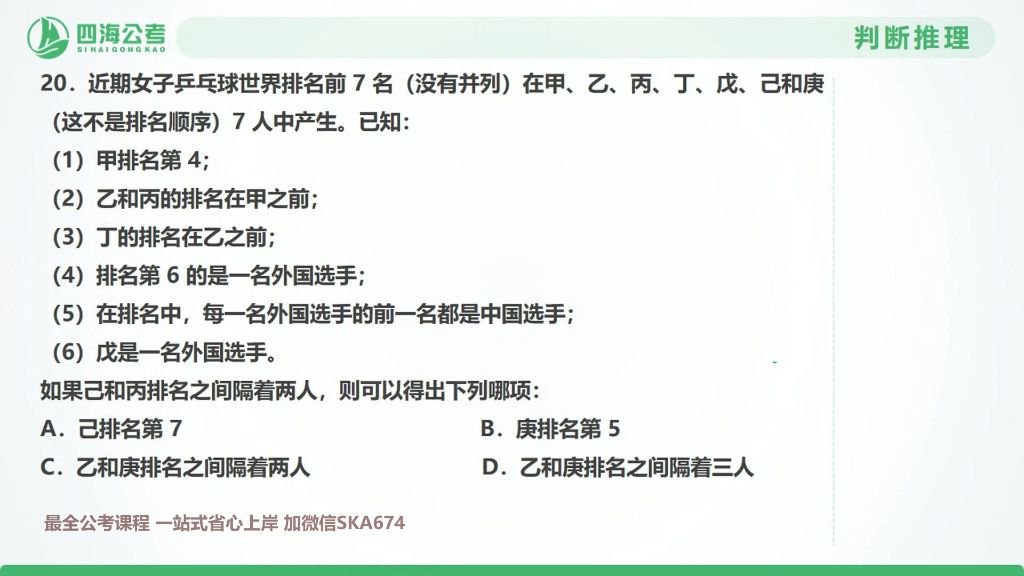 四海公考
SIHAIGONGKAO
判断推理
20. 近期女子乒乓球世界排名前 7 名（没有并列）在甲、乙、丙、丁、戊、己和庚
（这不是排名顺序）7 人中产生。已知：
（1）甲排名第 4；
（2）乙和丙的排名在甲之前；
（3）丁的排名在乙之前；
（4）排名第 6 的是一名外国选手；
（5）在排名中，每一名外国选手的前一名都是中国选手；
（6）戊是一名外国选手。
如果己和丙排名之间隔着两人，则可以得出下列哪项：
A. 己排名第 7
B. 庚排名第 5
C. 乙和庚排名之间隔着两人
D. 乙和庚排名之间隔着三人
最全公考课程 一站式省心上岸 加微信SKA674